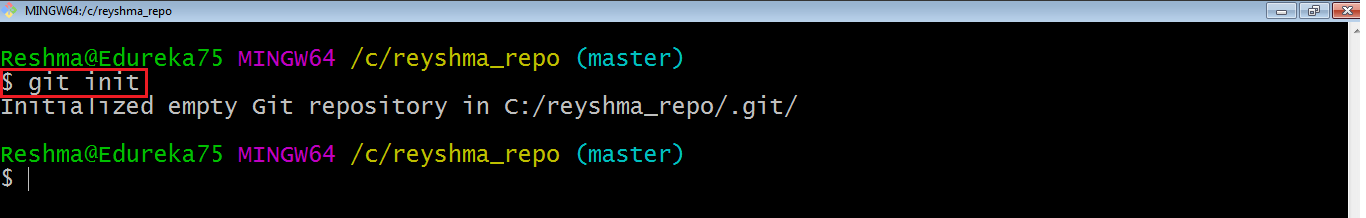 MINGW64:/c/reyshma_repo
Reshma@Edureka75 MINGW64 /c/reyshma_repo (master)
$ git init
Initialized empty Git repository in C:/reyshma_repo/.git/
Reshma@Edureka75 MINGW64 /c/reyshma_repo (master)
$